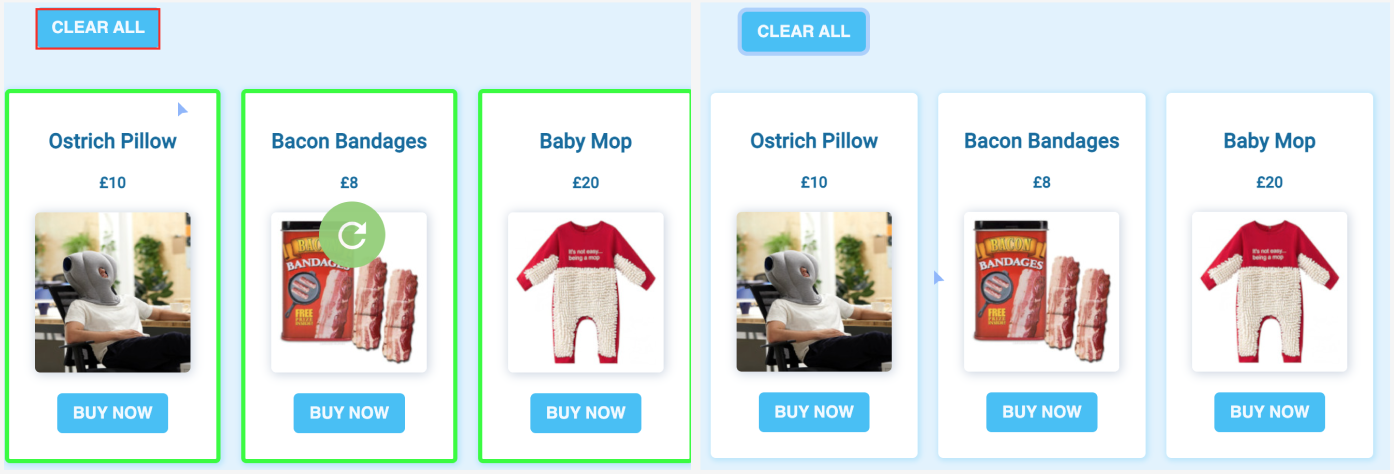 CLEAR ALL
CLEAR ALL
Ostrich Pillow
Bacon Bandages
Baby Mop
Ostrich Pillow
Bacon Bandages
Baby Mop
£10
£8
£20
£10
£8
£20
BACON
BANDAGES
FREE
It's not easy...
being a mop
BACON
BANDAGES
FREE
It's not easy...
being a mop
BUY NOW
BUY NOW
BUY NOW
BUY NOW
BUY NOW
BUY NOW